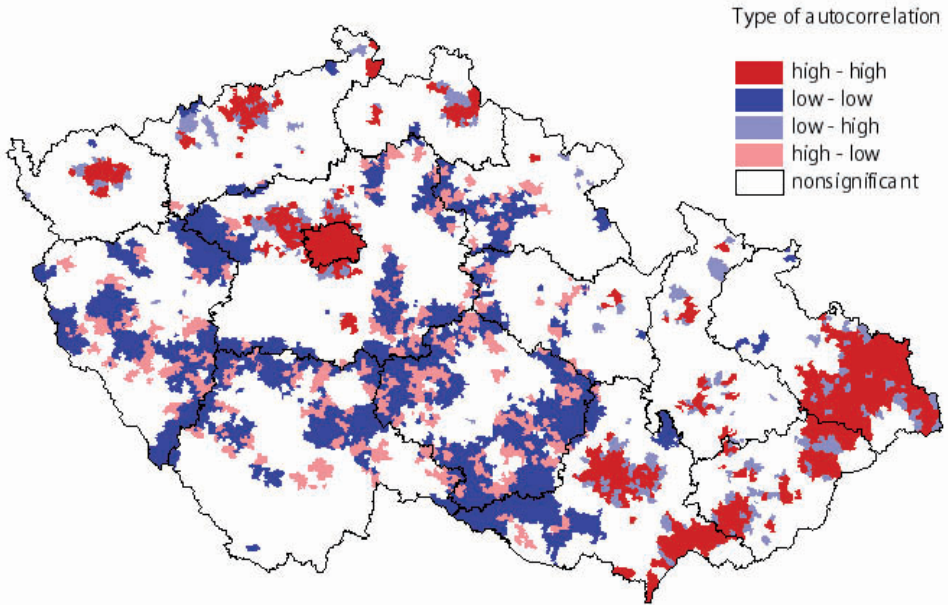 Type of autocorrelation
high - high
low - low
low - high
high - low
nonsignificant